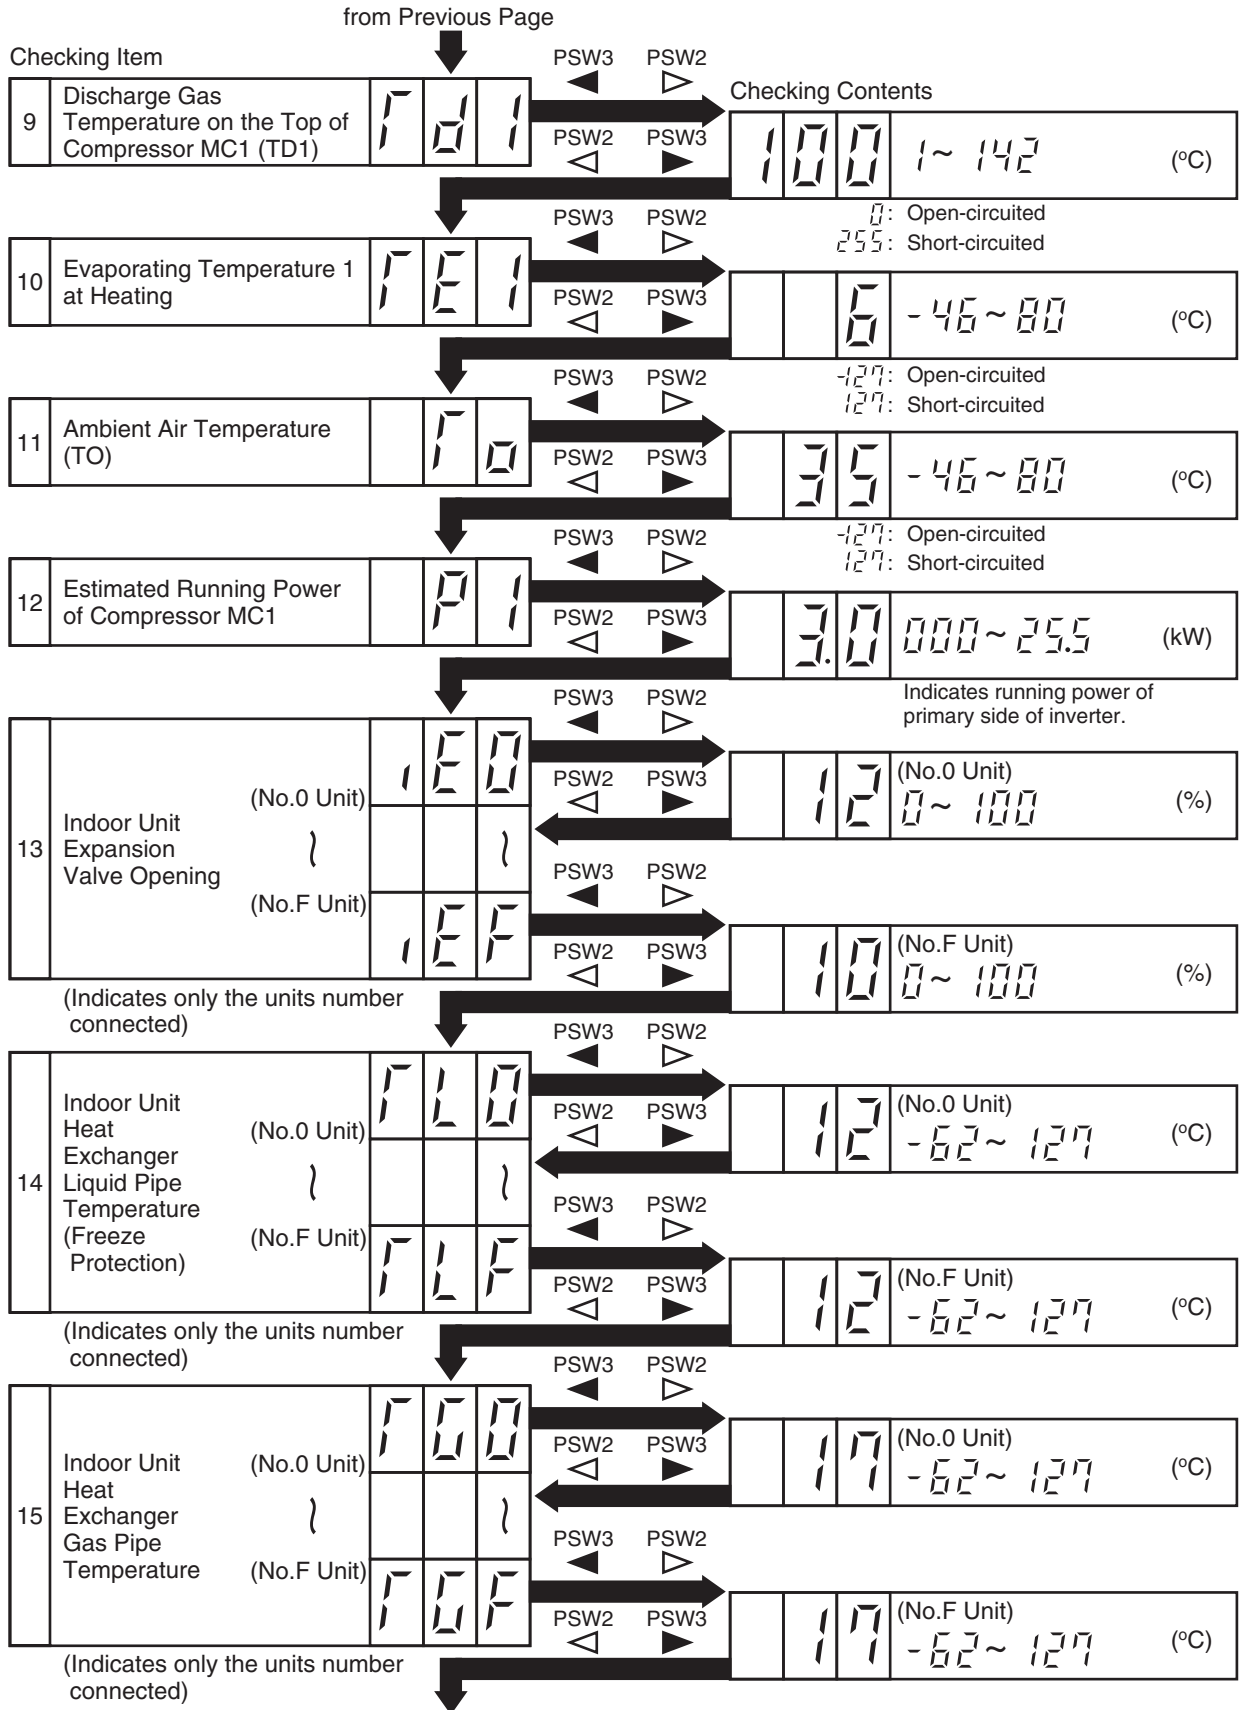 from Previous Page
Checking Item
PSW3 PSW2
Checking Contents
9
Discharge Gas
Temperature on the Top of
Compressor MC1 (TD1)
Td1
PSW2 PSW3
100 1~ 142 (°C)
0: Open-circuited
255: Short-circuited
PSW3 PSW2
10
Evaporating Temperature 1
at Heating
TE1
PSW2 PSW3
6 -46~80 (°C)
-127: Open-circuited
127: Short-circuited
PSW3 PSW2
11
Ambient Air Temperature
(TO)
To
PSW2 PSW3
35 -46~80 (°C)
-127: Open-circuited
127: Short-circuited
PSW3 PSW2
12
Estimated Running Power
of Compressor MC1
P1
PSW2 PSW3
3.0 000~25.5 (kW)
Indicates running power of
primary side of inverter.
PSW3 PSW2
13
Indoor Unit
Expansion
Valve Opening
(No.0 Unit)
~
(No.F Unit)
iE0
~
iEF
PSW2 PSW3
12 (No.0 Unit)
0~ 100 (%)
PSW3 PSW2
PSW2 PSW3
10 (No.F Unit)
0~ 100 (%)
(Indicates only the units number
connected)
PSW3 PSW2
14
Indoor Unit
Heat
Exchanger
Liquid Pipe
Temperature
(Freeze
Protection)
(No.0 Unit)
~
(No.F Unit)
TL0
~
TLF
PSW2 PSW3
12 (No.0 Unit)
-62~ 127 (°C)
PSW3 PSW2
PSW2 PSW3
12 (No.F Unit)
-62~ 127 (°C)
(Indicates only the units number
connected)
PSW3 PSW2
15
Indoor Unit
Heat
Exchanger
Gas Pipe
Temperature
(No.0 Unit)
~
(No.F Unit)
TG0
~
TGF
PSW2 PSW3
17 (No.0 Unit)
-62~ 127 (°C)
PSW3 PSW2
PSW2 PSW3
17 (No.F Unit)
-62~ 127 (°C)
(Indicates only the units number
connected)